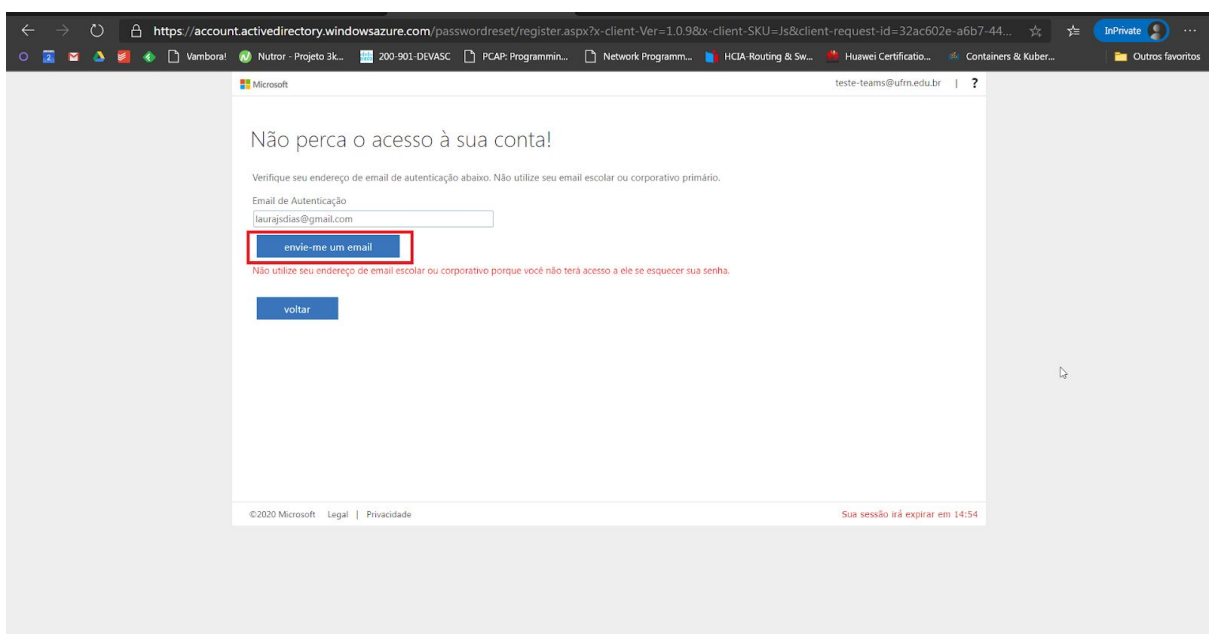 https://account.activedirectory.windowsazure.com/passwordreset/register.aspx?x-client-Ver=1.0.9&x-client-SKU=Js&client-request-id=32ac602e-a6b7-44... InPrivate
2 Vambora! Nutror - Projeto 3k... 200-901-DEVASC PCAP: Programmin... Network Programm... HCIA-Routing & Sw... Huawei Certificatio... Containers & Kuber... Outros favoritos
Microsoft teste-teams@ufrn.edu.br | ?
Não perca o acesso à sua conta!
Verifique seu endereço de email de autenticação abaixo. Não utilize seu email escolar ou corporativo primário.
Email de Autenticação
laurajsdias@gmail.com
envie-me um email
Não utilize seu endereço de email escolar ou corporativo porque você não terá acesso a ele se esquecer sua senha.
voltar
©2020 Microsoft Legal | Privacidade Sua sessão irá expirar em 14:54